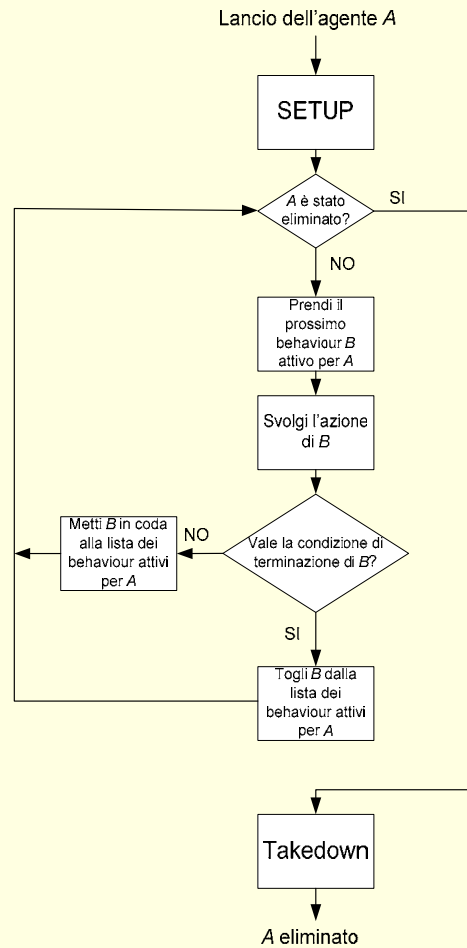 Lancio dell'agente A
SETUP
A è stato
eliminato?
SI
NO
Prendi il
prossimo
behaviour B
attivo per A
Svolgi l'azione
di B
Vale la condizione di
terminazione di B?
NO
Metti B in coda
alla lista dei
behaviour attivi
per A
SI
Togli B dalla
lista dei
behaviour attivi
per A
Takedown
A eliminato